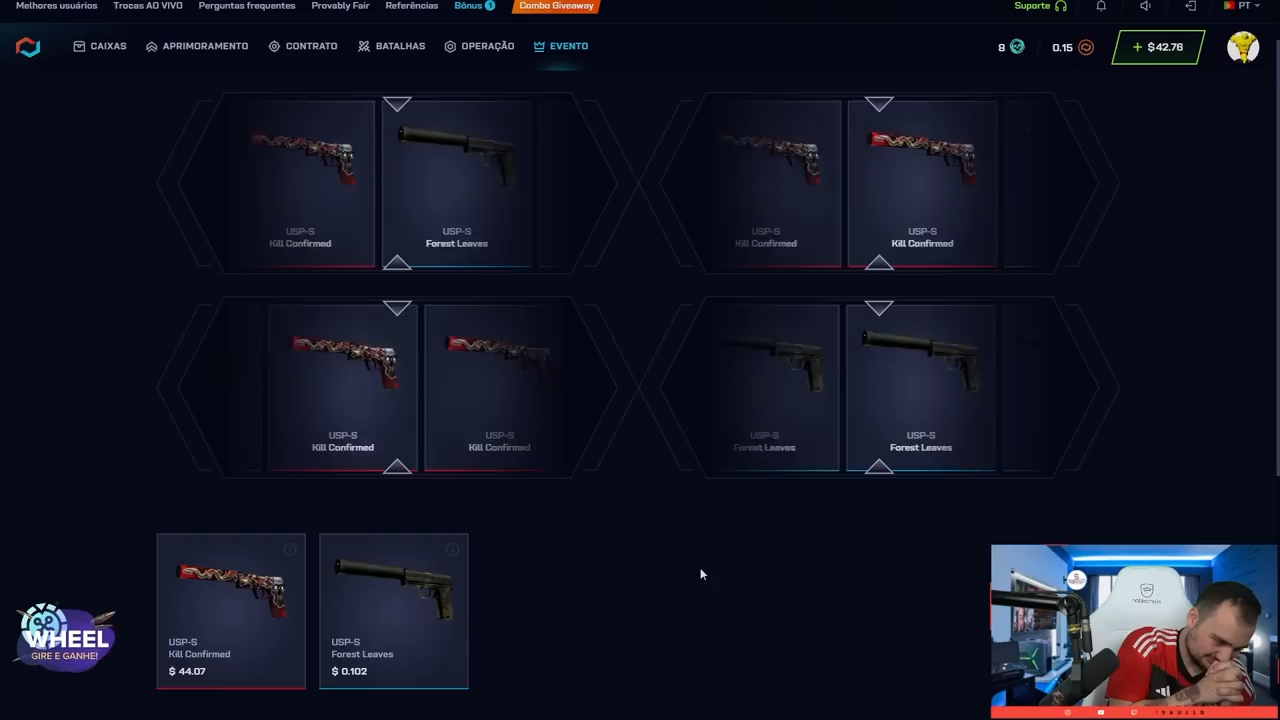 Melhores usuários Trocas AO VIVO Perguntas frequentes Provably Fair Referências Bônus 1 Combo Giveaway Suporte PT
CAIXAS APRIMORAMENTO CONTRATO BATALHAS OPERAÇÃO EVENTO 8 0.15 + $42.76
USP-S
Kill Confirmed
USP-S
Forest Leaves
USP-S
Kill Confirmed
USP-S
Kill Confirmed
USP-S
Kill Confirmed
USP-S
Kill Confirmed
USP-S
Forest Leaves
USP-S
Forest Leaves
USP-S
Kill Confirmed
$ 44.07
USP-S
Forest Leaves
$ 0.102
WHEEL
GIRE E GANHE!
noblechairs
/SAULLO